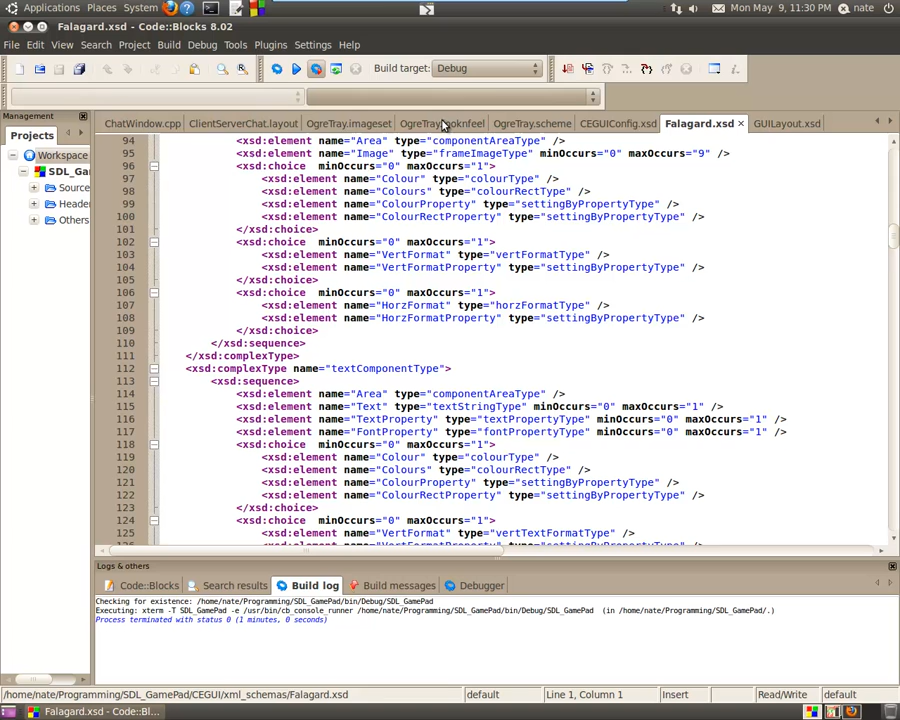 Applications Places System Mon May 9, 11:30 PM nate
Falagard.xsd - Code::Blocks 8.02
File Edit View Search Project Build Debug Tools Plugins Settings Help
Build target: Debug
Management
ChatWindow.cpp ClientServerChat.layout OgreTray.imageset OgreTray.looknfeel OgreTray.scheme CEGUIConfig.xsd Falagard.xsd GUILayout.xsd
Projects
Workspace
SDL_Ga
Source
Heade
Others
94 <xsd:element name="Area" type="componentAreaType" />
95 <xsd:element name="Image" type="frameImageType" minOccurs="0" maxOccurs="9" />
96 <xsd:choice minOccurs="0" maxOccurs="1">
97 <xsd:element name="Colour" type="colourType" />
98 <xsd:element name="Colours" type="colourRectType" />
99 <xsd:element name="ColourProperty" type="settingByPropertyType" />
100 <xsd:element name="ColourRectProperty" type="settingByPropertyType" />
101 </xsd:choice>
102 <xsd:choice minOccurs="0" maxOccurs="1">
103 <xsd:element name="VertFormat" type="vertFormatType" />
104 <xsd:element name="VertFormatProperty" type="settingByPropertyType" />
105 </xsd:choice>
106 <xsd:choice minOccurs="0" maxOccurs="1">
107 <xsd:element name="HorzFormat" type="horzFormatType" />
108 <xsd:element name="HorzFormatProperty" type="settingByPropertyType" />
109 </xsd:choice>
110 </xsd:sequence>
111 </xsd:complexType>
112 <xsd:complexType name="textComponentType">
113 <xsd:sequence>
114 <xsd:element name="Area" type="componentAreaType" />
115 <xsd:element name="Text" type="textStringType" minOccurs="0" maxOccurs="1" />
116 <xsd:element name="TextProperty" type="textPropertyType" minOccurs="0" maxOccurs="1" />
117 <xsd:element name="FontProperty" type="fontPropertyType" minOccurs="0" maxOccurs="1" />
118 <xsd:choice minOccurs="0" maxOccurs="1">
119 <xsd:element name="Colour" type="colourType" />
120 <xsd:element name="Colours" type="colourRectType" />
121 <xsd:element name="ColourProperty" type="settingByPropertyType" />
122 <xsd:element name="ColourRectProperty" type="settingByPropertyType" />
123 </xsd:choice>
124 <xsd:choice minOccurs="0" maxOccurs="1">
125 <xsd:element name="VertFormat" type="vertTextFormatType" />
Logs & others
Code::Blocks Search results Build log Build messages Debugger
Checking for existence: /home/nate/Programming/SDL_GamePad/bin/Debug/SDL_GamePad
Executing: xterm -T SDL_GamePad -e /usr/bin/cb_console_runner /home/nate/Programming/SDL_GamePad/bin/Debug/SDL_GamePad (in /home/nate/Programming/SDL_GamePad/.)
Process terminated with status 0 (1 minutes, 0 seconds)
/home/nate/Programming/SDL_GamePad/CEGUI/xml_schemas/Falagard.xsd default Line 1, Column 1 Insert Read/Write default
Falagard.xsd - Code::Bl...